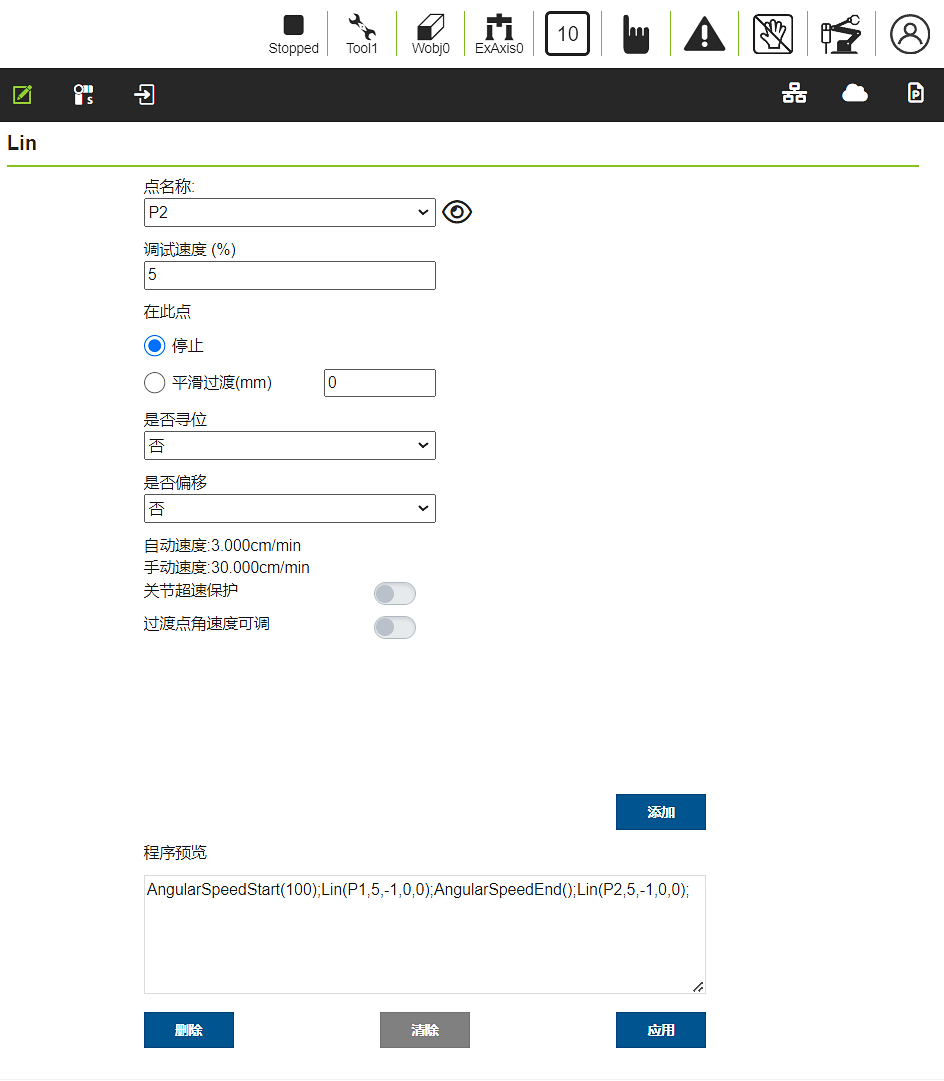 Stopped
Tool1
Wobj0
ExAxis0
10
s
P
Lin
点名称:
P2
调试速度 (%)
5
在此点
停止
平滑过渡(mm) 0
是否寻位
否
是否偏移
否
自动速度:3.000cm/min
手动速度:30.000cm/min
关节超速保护
过渡点角速度可调
添加
程序预览
AngularSpeedStart(100);Lin(P1,5,-1,0,0);AngularSpeedEnd();Lin(P2,5,-1,0,0);
删除 清除 应用